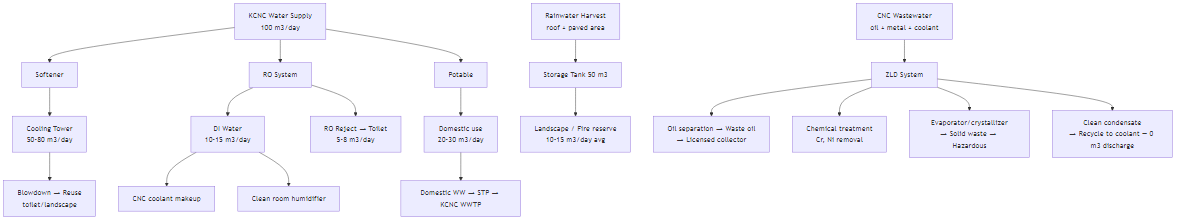 KCNC Water Supply
100 m3/day
Rainwater Harvest
roof + paved area
CNC Wastewater
oil + metal + coolant
Softener
RO System
Potable
Storage Tank 50 m3
ZLD System
Cooling Tower
50-80 m3/day
DI Water
10-15 m3/day
RO Reject → Toilet
5-8 m3/day
Domestic use
20-30 m3/day
Landscape / Fire reserve
10-15 m3/day avg
Oil separation → Waste oil
→ Licensed collector
Chemical treatment
Cr, Ni removal
Evaporator/crystallizer
→ Solid waste →
Hazardous
Clean condensate
→ Recycle to coolant — 0
m3 discharge
Blowdown → Reuse
toilet/landscape
CNC coolant makeup
Clean room humidifier
Domestic WW → STP →
KCNC WWTP